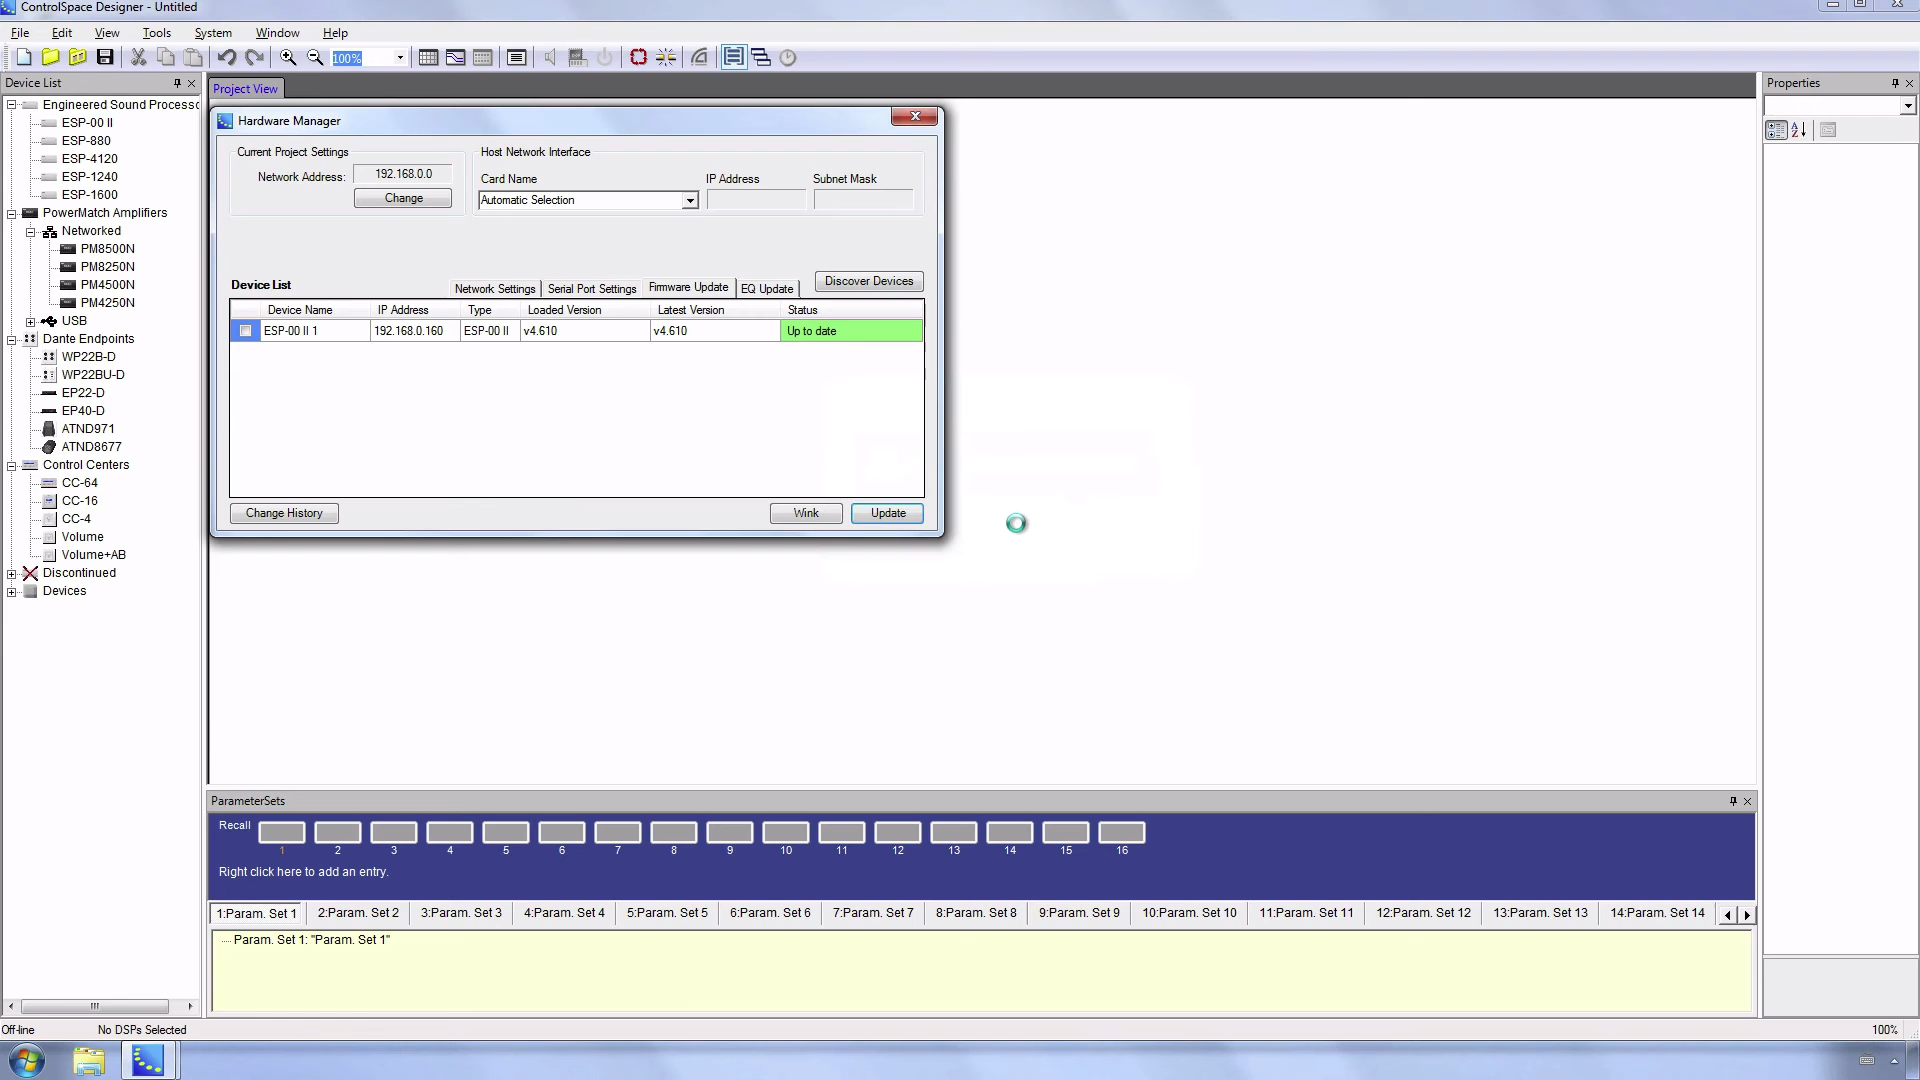 ControlSpace Designer - Untitled
File Edit View Tools System Window Help
100%
Device List
Engineered Sound Processo
ESP-00 II
ESP-880
ESP-4120
ESP-1240
ESP-1600
PowerMatch Amplifiers
Networked
PM8500N
PM8250N
PM4500N
PM4250N
USB
Dante Endpoints
WP22B-D
WP22BU-D
EP22-D
EP40-D
ATND971
ATND8677
Control Centers
CC-64
CC-16
CC-4
Volume
Volume+AB
Discontinued
Devices
Project View
Hardware Manager
Current Project Settings
Network Address: 192.168.0.0
Change
Host Network Interface
Card Name IP Address Subnet Mask
Automatic Selection
Device List
Network Settings Serial Port Settings Firmware Update EQ Update Discover Devices
Device Name IP Address Type Loaded Version Latest Version Status
ESP-00 II 1 192.168.0.160 ESP-00 II v4.610 v4.610 Up to date
Change History Wink Update
Properties
ParameterSets
Recall
1 2 3 4 5 6 7 8 9 10 11 12 13 14 15 16
Right click here to add an entry.
1:Param. Set 1 2:Param. Set 2 3:Param. Set 3 4:Param. Set 4 5:Param. Set 5 6:Param. Set 6 7:Param. Set 7 8:Param. Set 8 9:Param. Set 9 10:Param. Set 10 11:Param. Set 11 12:Param. Set 12 13:Param. Set 13 14:Param. Set 14
Param. Set 1: "Param. Set 1"
Off-line No DSPs Selected 100%